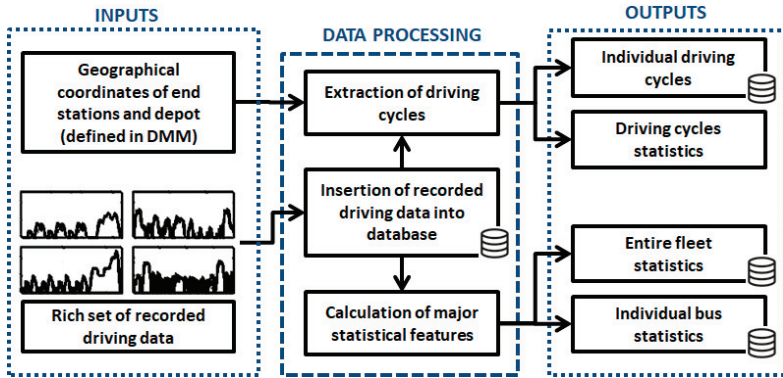 INPUTS
DATA PROCESSING
OUTPUTS
Geographical
coordinates of end
stations and depot
(defined in DMM)
Rich set of recorded
driving data
Extraction of driving
cycles
Insertion of recorded
driving data into
database
Calculation of major
statistical features
Individual driving
cycles
Driving cycles
statistics
Entire fleet
statistics
Individual bus
statistics